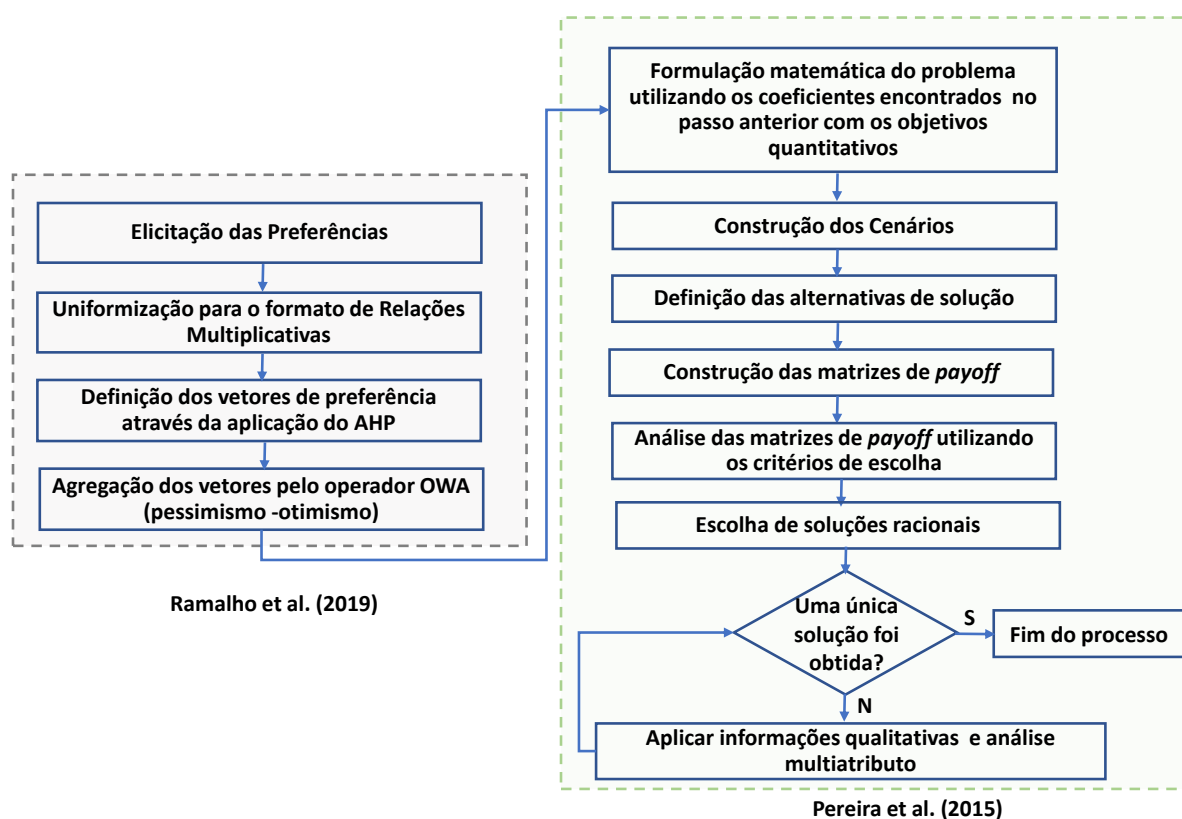 Elicitação das Preferências
Uniformização para o formato de Relações
Multiplicativas
Definição dos vetores de preferência
através da aplicação do AHP
Agregação dos vetores pelo operador OWA
(pessimismo -otimismo)
Ramalho et al. (2019)
Formulação matemática do problema
utilizando os coeficientes encontrados no
passo anterior com os objetivos
quantitativos
Construção dos Cenários
Definição das alternativas de solução
Construção das matrizes de payoff
Análise das matrizes de payoff utilizando
os critérios de escolha
Escolha de soluções racionais
Uma única
solução foi
obtida?
S
Fim do processo
N
Aplicar informações qualitativas e análise
multiatributo
Pereira et al. (2015)